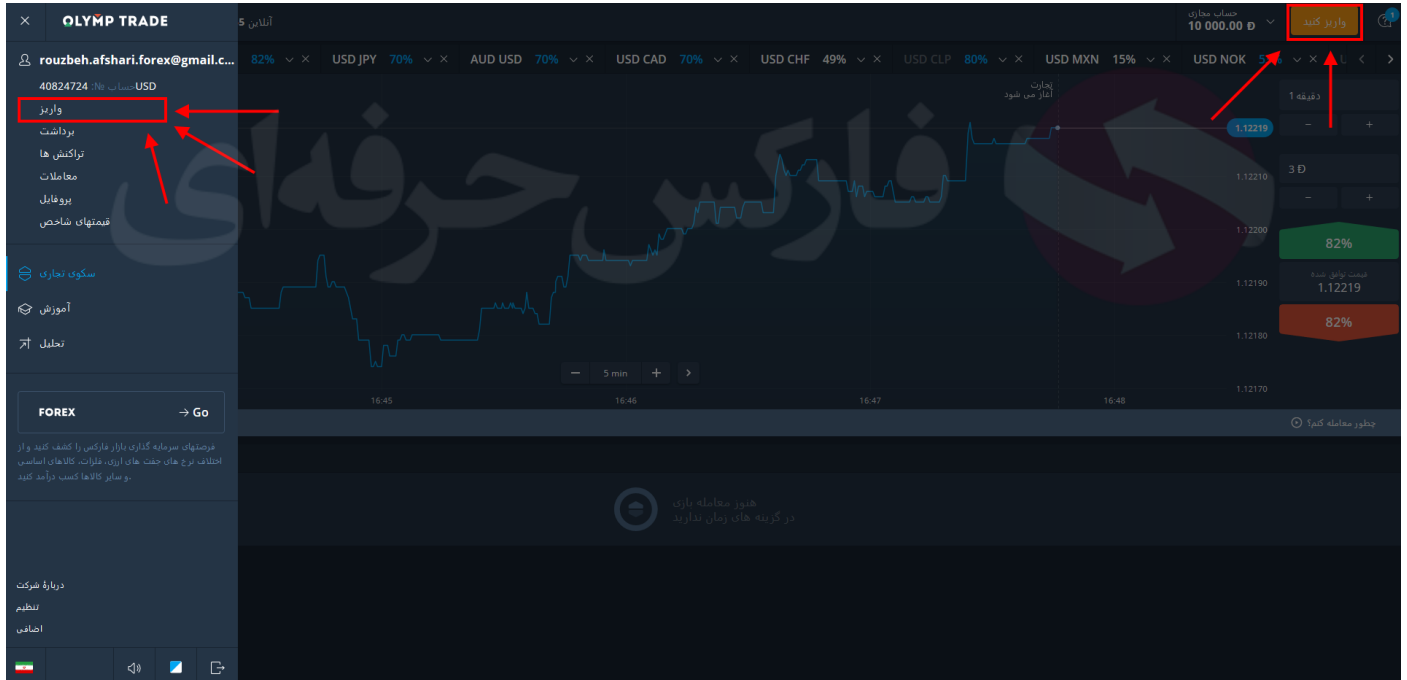 OLYMP TRADE
آنلاین 5
حساب مجازی
10 000.00 Đ
واریز کنید
1
rouzbeh.afshari.forex@gmail.c...
82%
USD JPY 70%
AUD USD 70%
USD CAD 70%
USD CHF 49%
USD CLP 80%
USD MXN 15%
USD NOK
USDحساب №: 40824724
واریز
برداشت
تراکنش ها
معاملات
پروفایل
قیمتهای شاخص
سکوی تجاری
آموزش
تحلیل
FOREX → Go
فرصتهای سرمایه گذاری بازار فارکس را کشف کنید و از
اختلاف نرخ های جفت های ارزی، فلزات، کالاهای اساسی
و سایر کالاها کسب درآمد کنید.
دربارهٔ شرکت
تنظیم
اضافی
تجارت
آغاز می شود
فارکس حرفه‌ای
1.12219
1.12210
1.12200
1.12190
1.12180
1.12170
− 5 min +
16:45
16:46
16:47
16:48
1 دقیقه
− +
3 Đ
− +
82%
قیمت توافق شده
1.12219
82%
چطور معامله کنم؟
هنوز معامله بازی
در گزینه های زمان ندارید